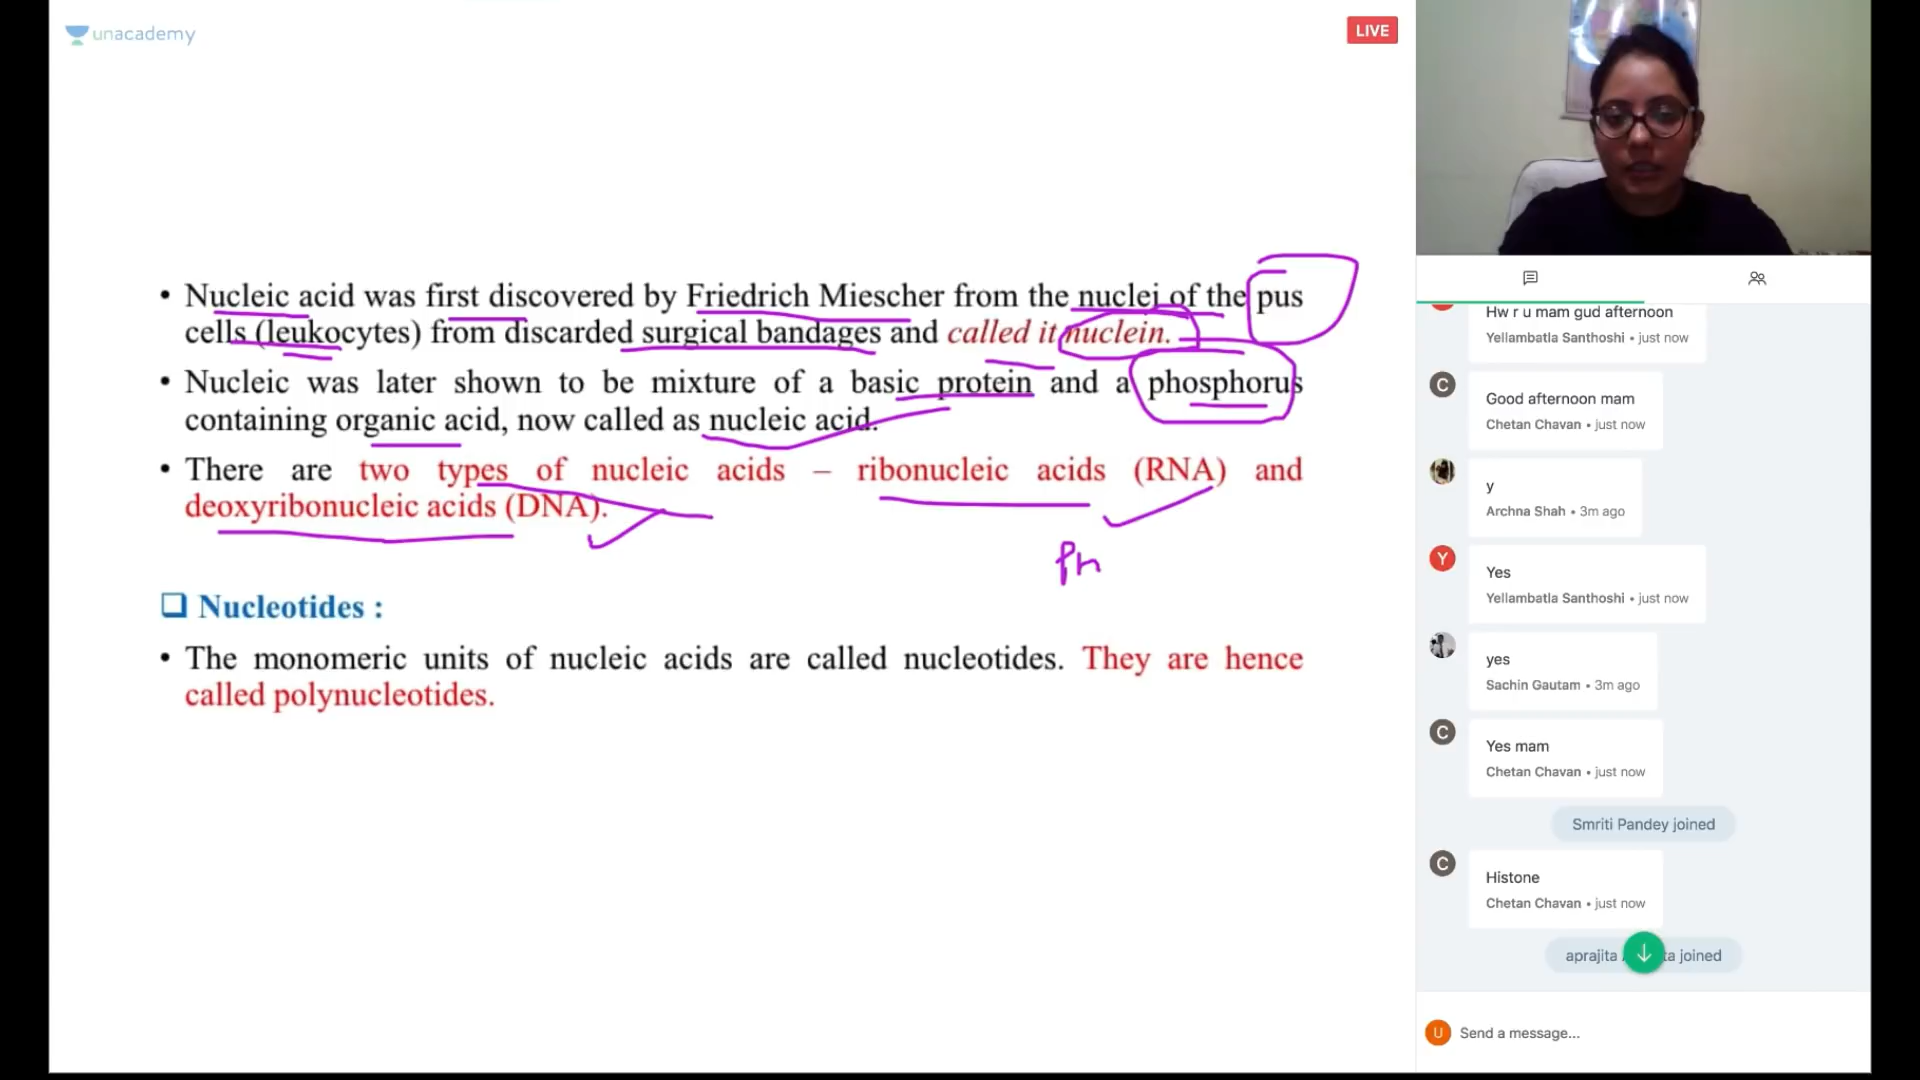 unacademy
LIVE
• Nucleic acid was first discovered by Friedrich Miescher from the nuclei of the pus
cells (leukocytes) from discarded surgical bandages and called it nuclein.
• Nucleic was later shown to be mixture of a basic protein and a phosphorus
containing organic acid, now called as nucleic acid.
• There are two types of nucleic acids – ribonucleic acids (RNA) and
deoxyribonucleic acids (DNA).
❑ Nucleotides :
• The monomeric units of nucleic acids are called nucleotides. They are hence
called polynucleotides.
Hw r u mam gud afternoon
Yellambatla Santhoshi • just now
C
Good afternoon mam
Chetan Chavan • just now
y
Archna Shah • 3m ago
Y
Yes
Yellambatla Santhoshi • just now
yes
Sachin Gautam • 3m ago
C
Yes mam
Chetan Chavan • just now
Smriti Pandey joined
C
Histone
Chetan Chavan • just now
aprajita joined
U
Send a message...